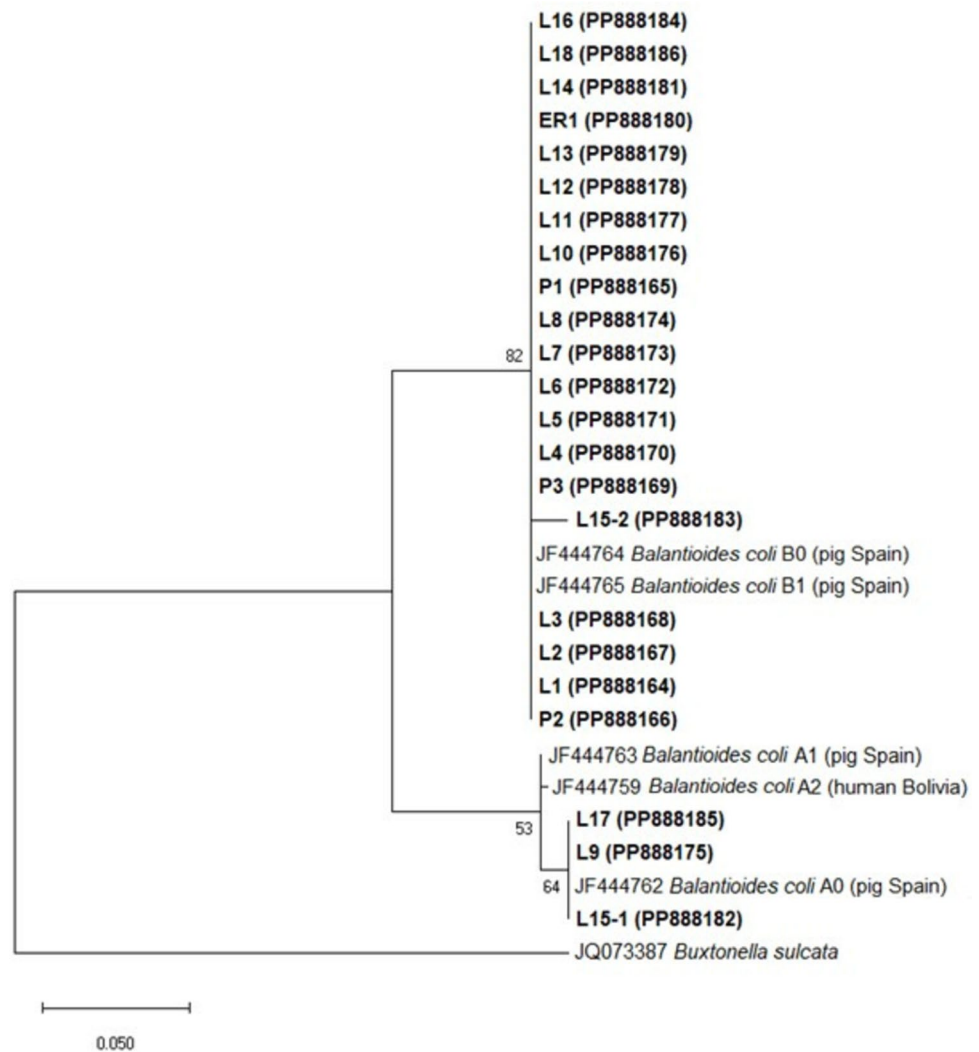 L16 (PP888184)
L18 (PP888186)
L14 (PP888181)
ER1 (PP888180)
L13 (PP888179)
L12 (PP888178)
L11 (PP888177)
L10 (PP888176)
P1 (PP888165)
L8 (PP888174)
82 L7 (PP888173)
L6 (PP888172)
L5 (PP888171)
L4 (PP888170)
P3 (PP888169)
L15-2 (PP888183)
JF444764 Balantioides coli B0 (pig Spain)
JF444765 Balantioides coli B1 (pig Spain)
L3 (PP888168)
L2 (PP888167)
L1 (PP888164)
P2 (PP888166)
JF444763 Balantioides coli A1 (pig Spain)
JF444759 Balantioides coli A2 (human Bolivia)
53 L17 (PP888185)
L9 (PP888175)
64 JF444762 Balantioides coli A0 (pig Spain)
L15-1 (PP888182)
JQ073387 Buxtonella sulcata
0.050